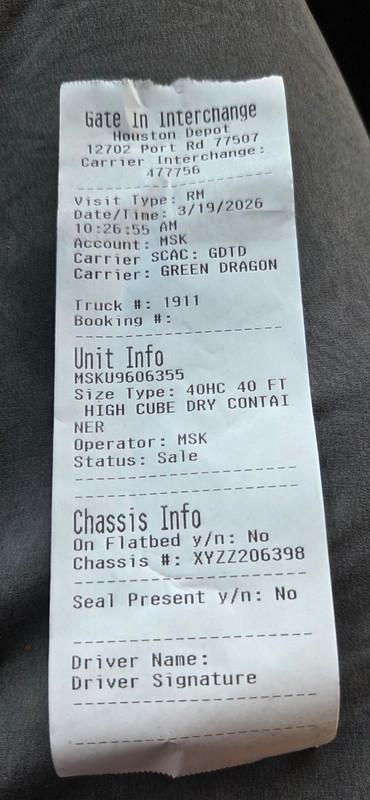 Gate In Interchange
Houston Depot
12702 Port Rd 77507
Carrier Interchange:
477756
Visit Type: RM
Date/Time: 3/19/2026
10:26:55 AM
Account: MSK
Carrier SCAC: GDTD
Carrier: GREEN DRAGON
Truck #: 1911
Booking #:
Unit Info
MSKU9606355
Size Type: 40HC 40 FT
HIGH CUBE DRY CONTAI
NER
Operator: MSK
Status: Sale
Chassis Info
On Flatbed y/n: No
Chassis #: XYZZ206398
Seal Present y/n: No
Driver Name:
Driver Signature